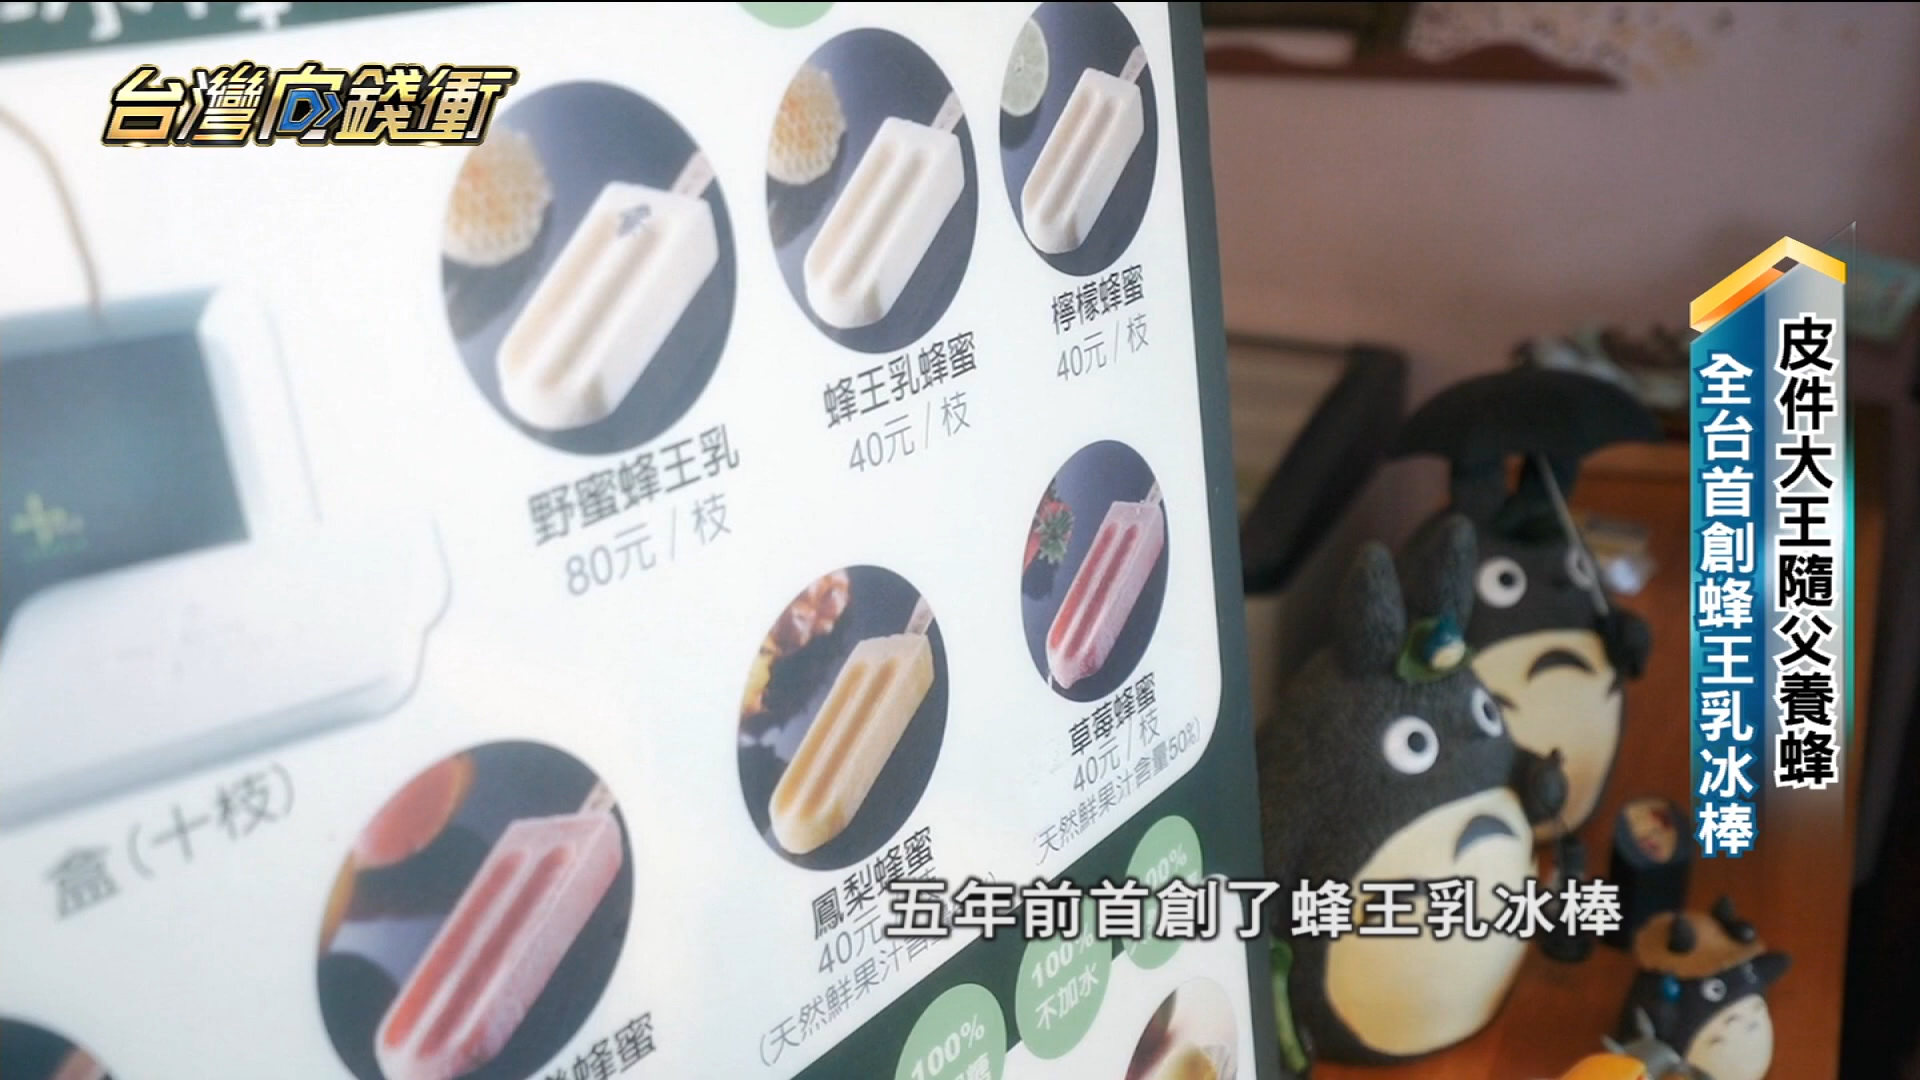 台灣向錢衝
皮件大王隨父養蜂
全台首創蜂王乳冰棒
野蜜蜂王乳
80元/枝
蜂王乳蜂蜜
40元/枝
檸檬蜂蜜
40元/枝
草莓蜂蜜
40元/枝
(天然鮮果汁含量50%)
鳳梨蜂蜜
40元
(天然鮮果汁含
盒(十枝)
蜂蜜
100%
不加水
100%
五年前首創了蜂王乳冰棒